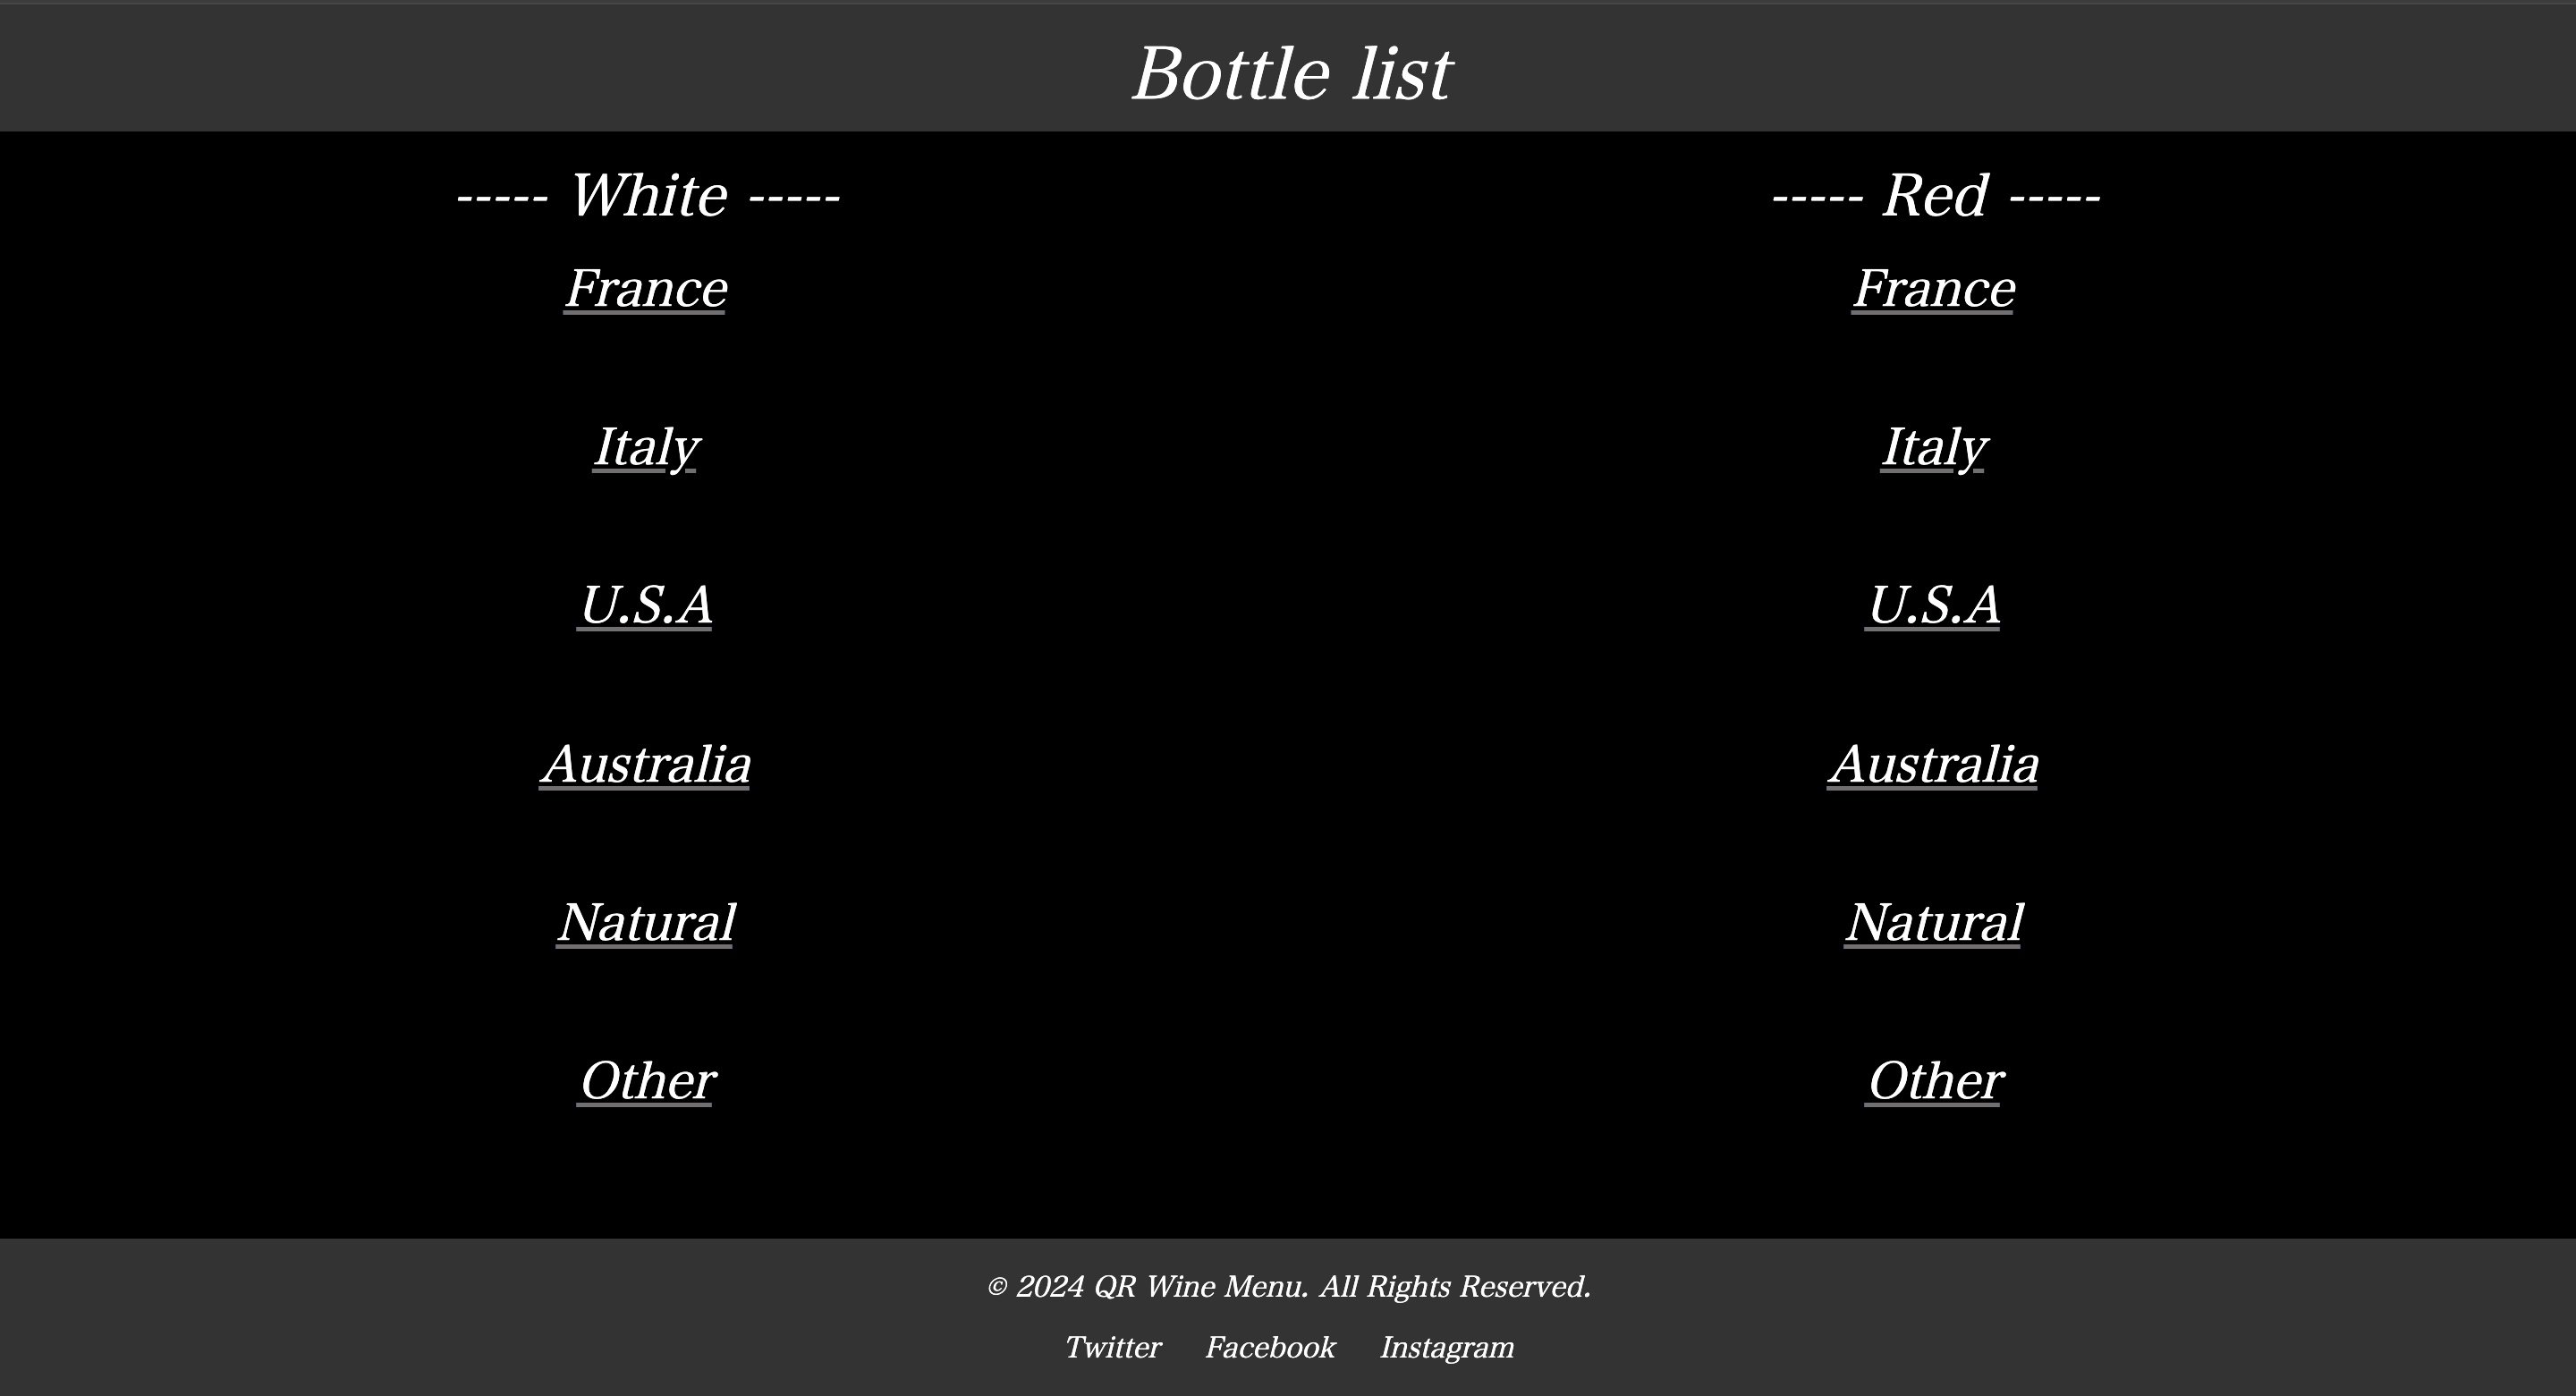 Bottle list
----- White -----
France
Italy
U.S.A
Australia
Natural
Other
----- Red -----
France
Italy
U.S.A
Australia
Natural
Other
© 2024 QR Wine Menu. All Rights Reserved.
Twitter Facebook Instagram